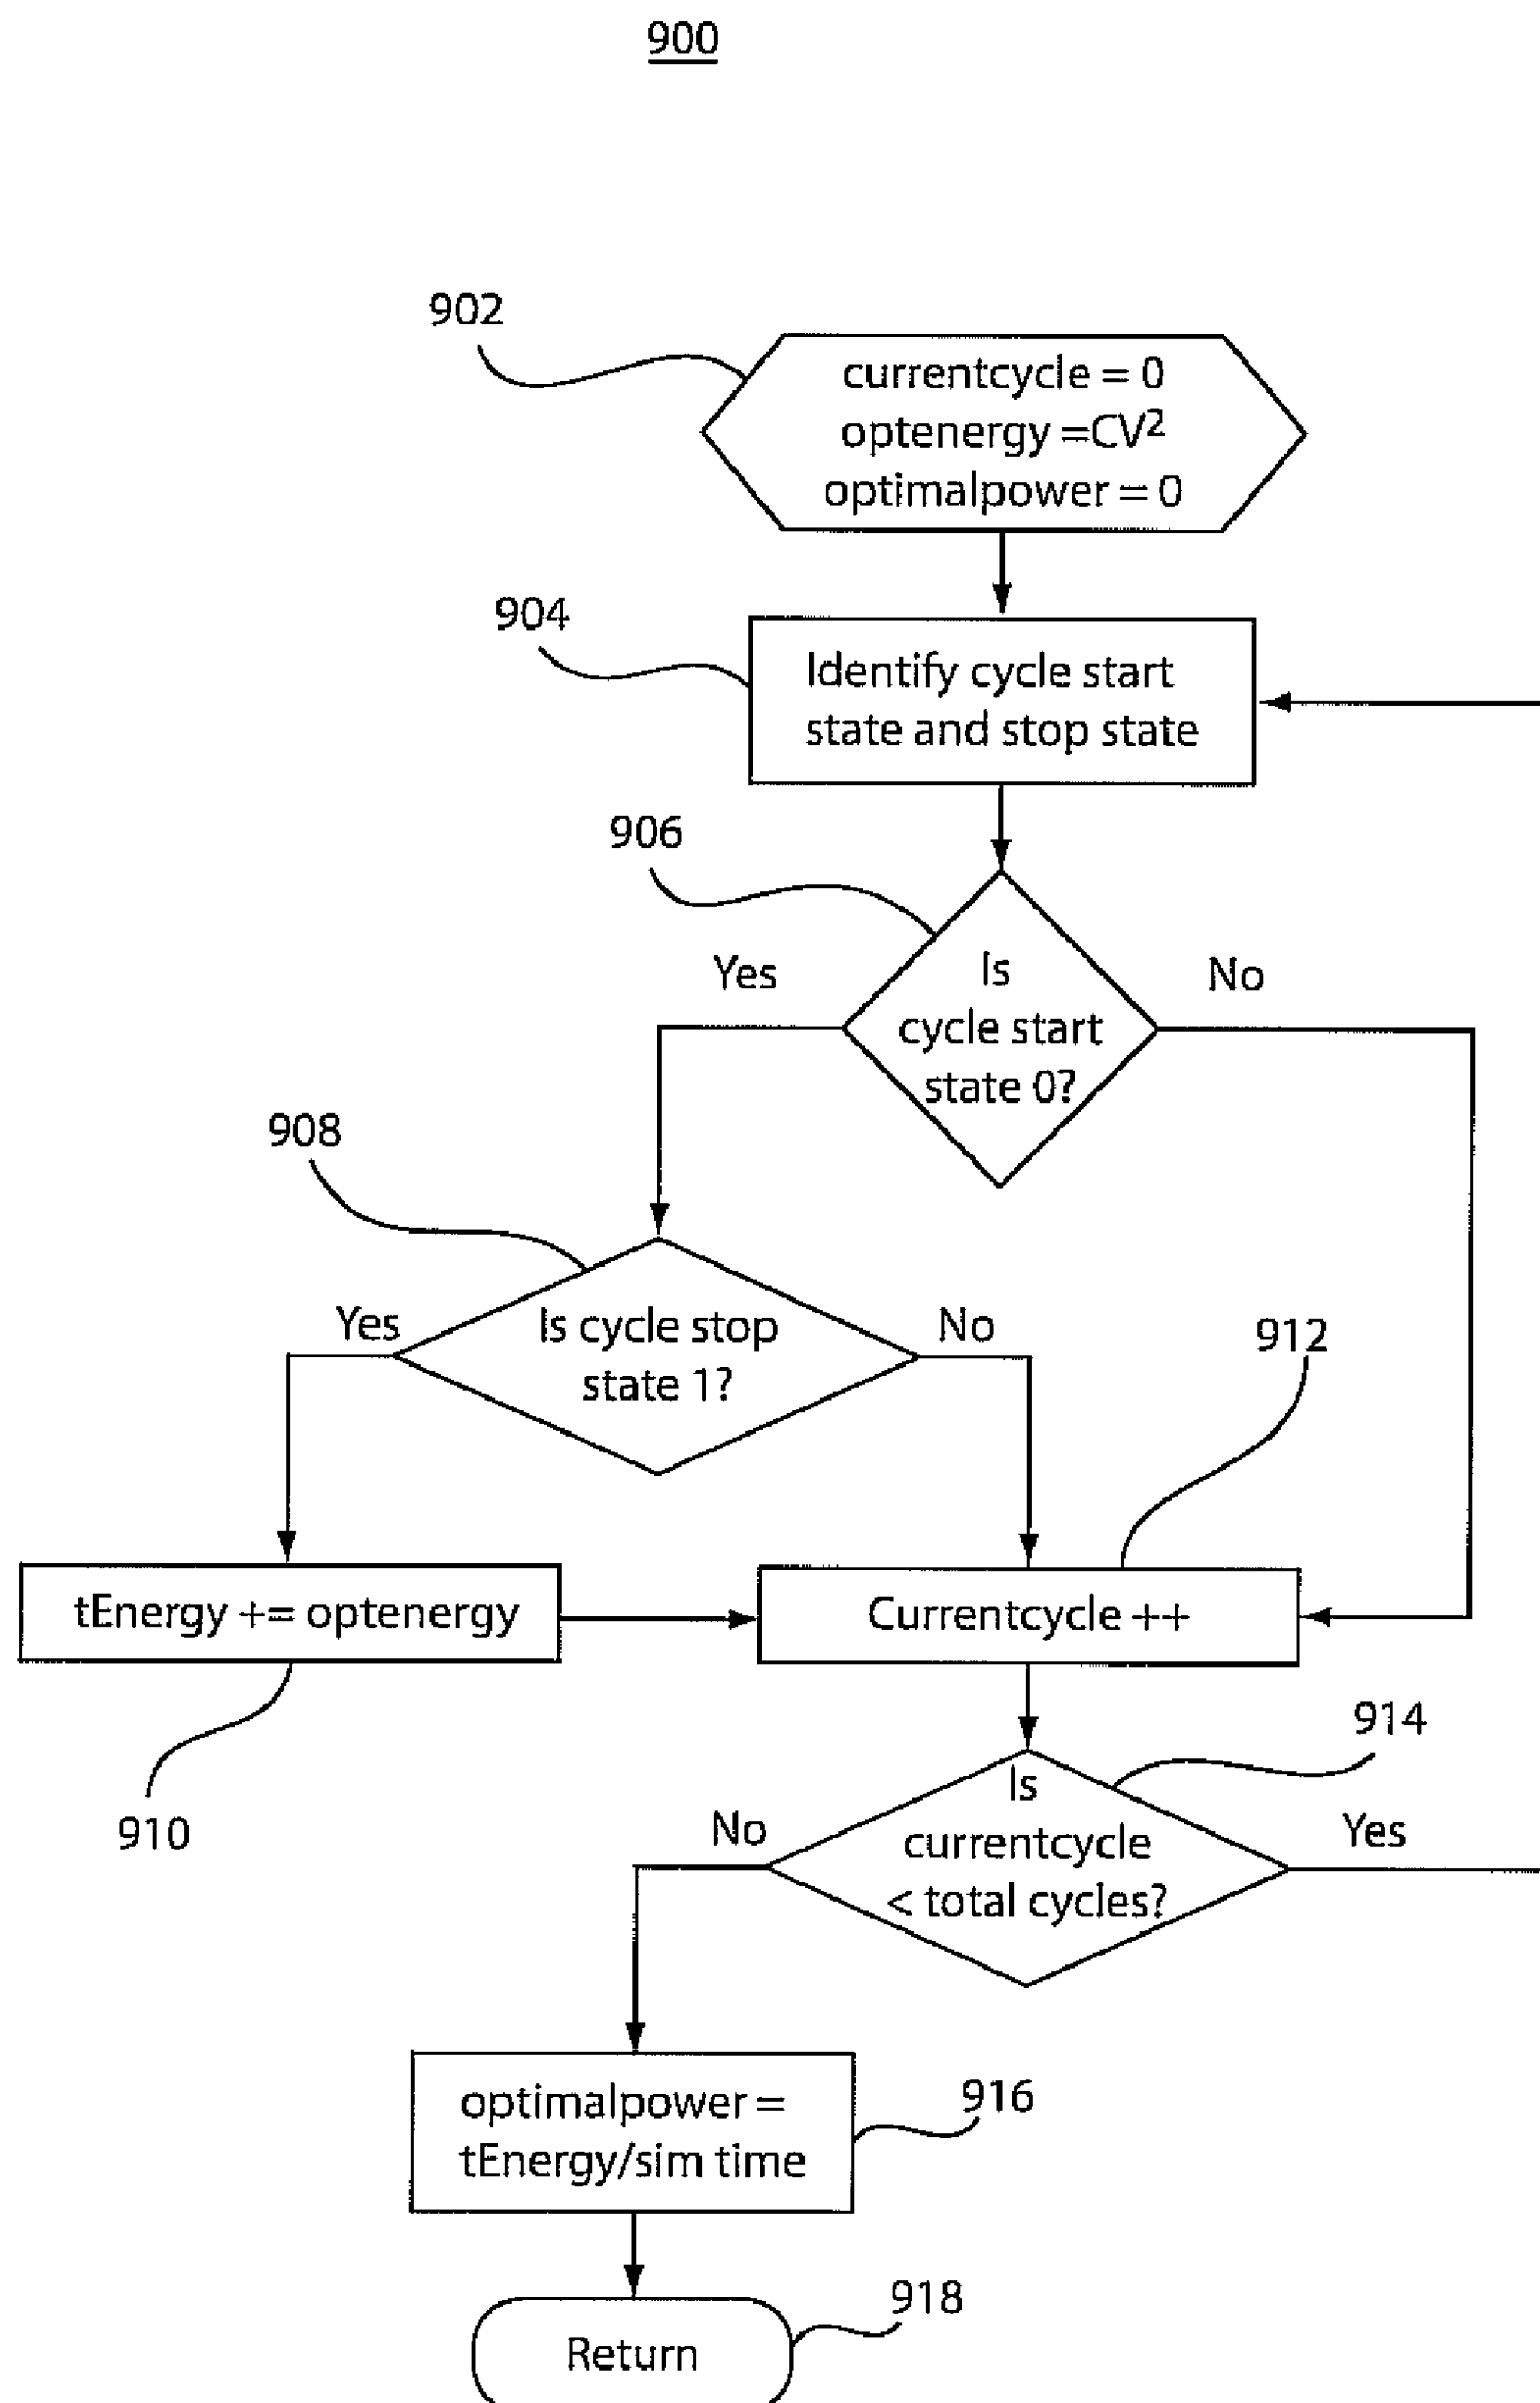 900
902
currentcycle = 0
optenergy =CV²
optimalpower = 0
904
Identify cycle start
state and stop state
906
Yes
No
Is
cycle start
state 0?
908
Yes
No
Is cycle stop
state 1?
912
tEnergy += optenergy
Currentcycle ++
910
914
No
Yes
Is
currentcycle
< total cycles?
optimalpower =
tEnergy/sim time
916
918
Return